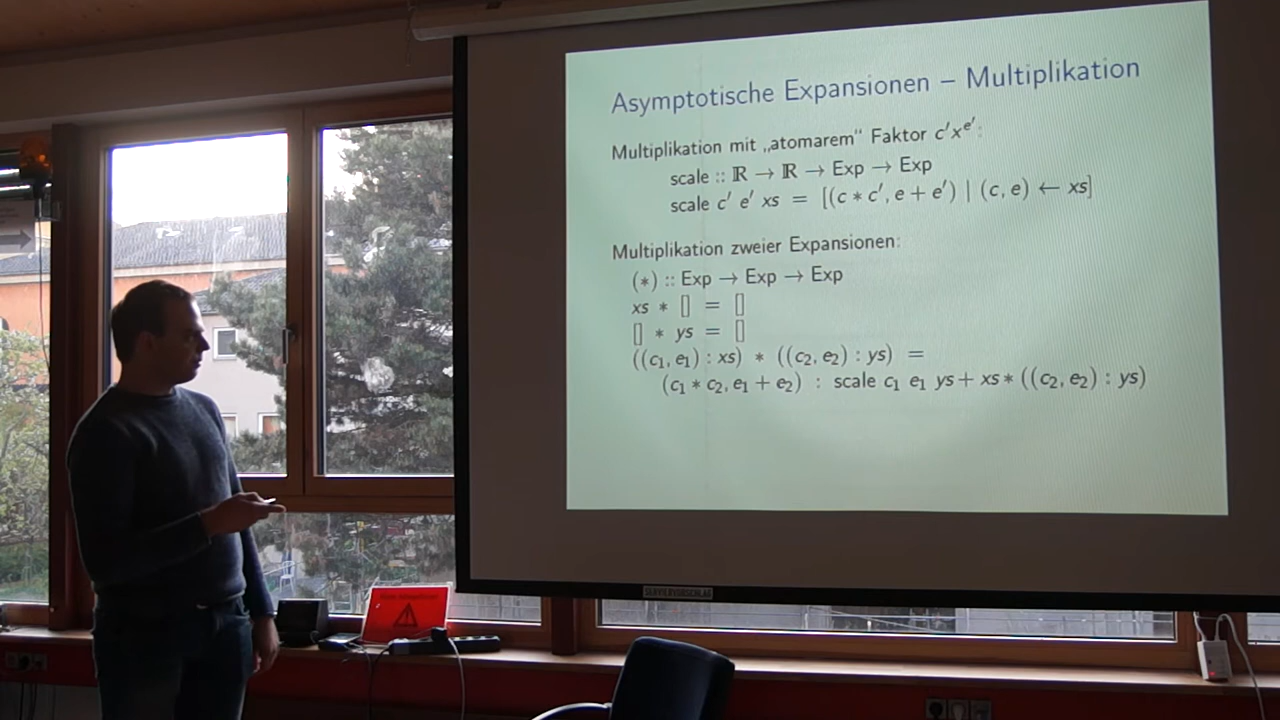 Asymptotische Expansionen – Multiplikation
Multiplikation mit „atomarem“ Faktor c′x^e′:
scale :: ℝ → ℝ → Exp → Exp
scale c′ e′ xs = [(c ∗ c′, e + e′) | (c, e) ← xs]
Multiplikation zweier Expansionen:
(∗) :: Exp → Exp → Exp
xs ∗ [] = []
[] ∗ ys = []
((c₁, e₁) : xs) ∗ ((c₂, e₂) : ys) =
(c₁ ∗ c₂, e₁ + e₂) : scale c₁ e₁ ys + xs ∗ ((c₂, e₂) : ys)